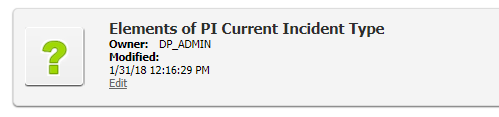 Elements of PI Current Incident Type
Owner: DP_ADMIN
Modified:
1/31/18 12:16:29 PM
Edit